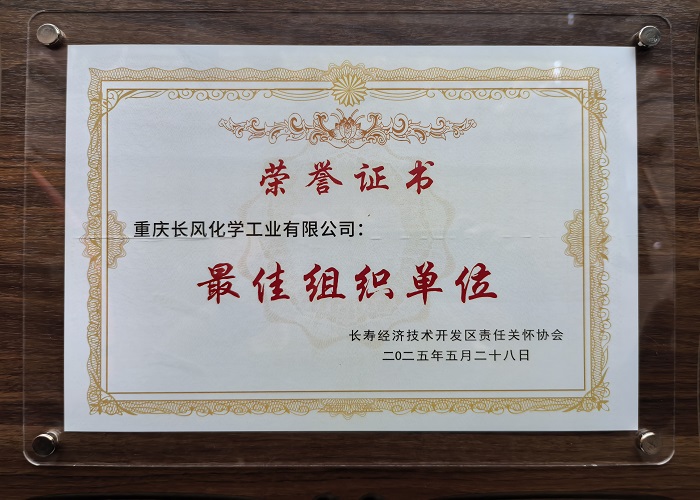 荣誉证书
重庆长风化学工业有限公司：
最佳组织单位
长寿经济技术开发区责任关怀协会
二〇二五年五月二十八日